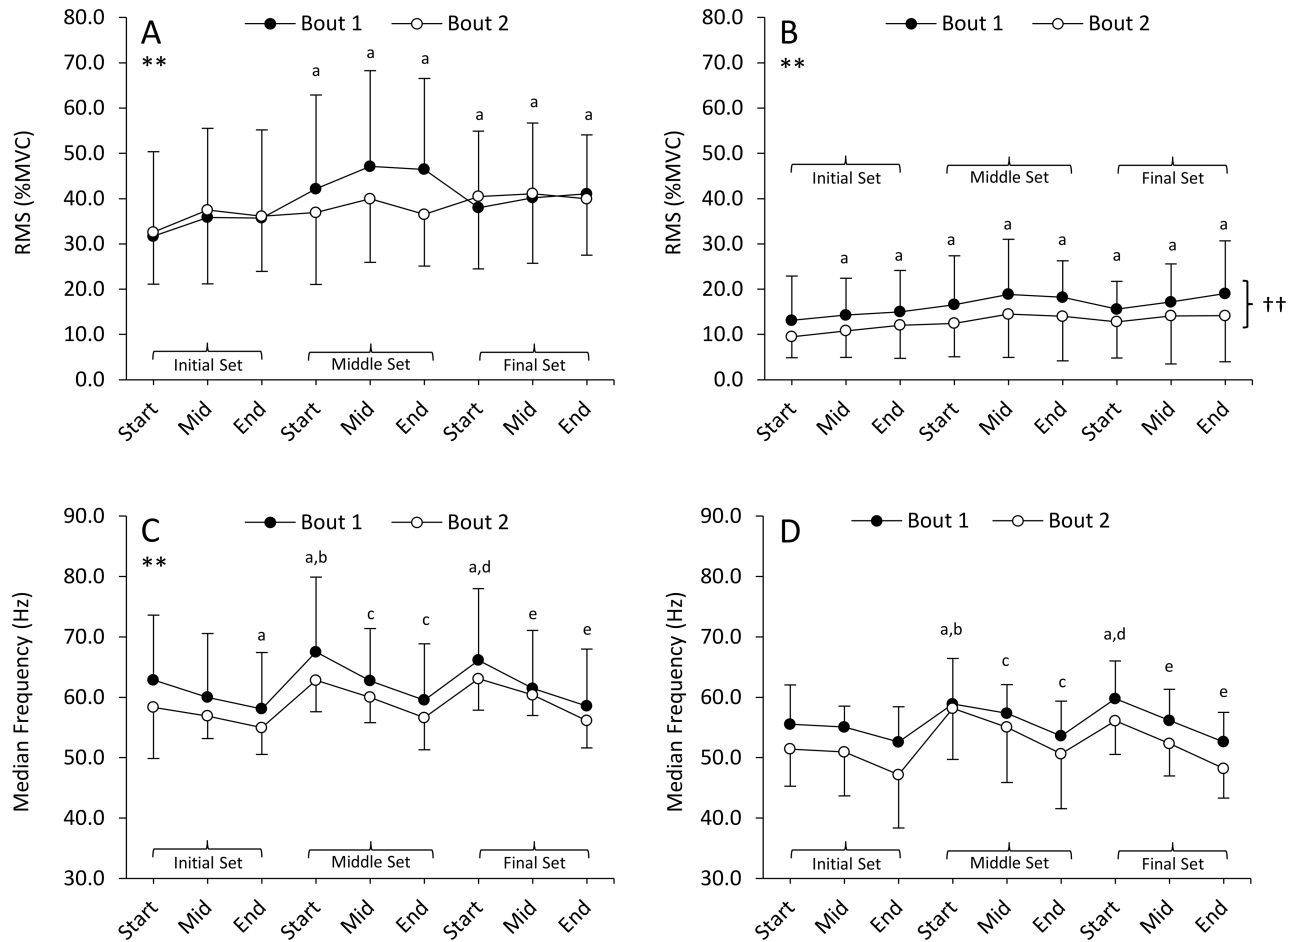 A
**
Bout 1 Bout 2
RMS (%MVC)
80.0
70.0
60.0
50.0
40.0
30.0
20.0
10.0
0.0
a a a a a a
Initial Set Middle Set Final Set
Start Mid End Start Mid End Start Mid End
B
**
Bout 1 Bout 2
RMS (%MVC)
80.0
70.0
60.0
50.0
40.0
30.0
20.0
10.0
0.0
Initial Set Middle Set Final Set
a a a a a a a a
††
Start Mid End Start Mid End Start Mid End
C
**
Bout 1 Bout 2
Median Frequency (Hz)
90.0
80.0
70.0
60.0
50.0
40.0
30.0
a a,b c c a,d e e
Initial Set Middle Set Final Set
Start Mid End Start Mid End Start Mid End
D
Bout 1 Bout 2
Median Frequency (Hz)
90.0
80.0
70.0
60.0
50.0
40.0
30.0
a,b c c a,d e e
Initial Set Middle Set Final Set
Start Mid End Start Mid End Start Mid End